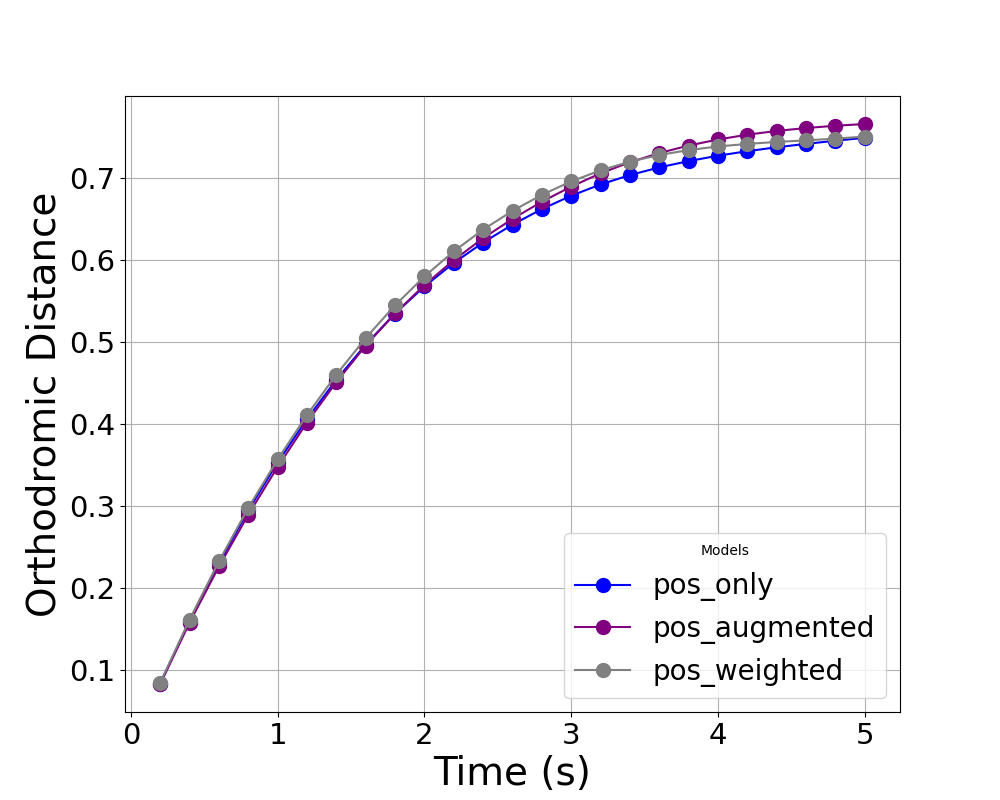 Orthodromic Distance
0.7
0.6
0.5
0.4
0.3
0.2
0.1
Models
pos_only
pos_augmented
pos_weighted
0 1 2 3 4 5
Time (s)